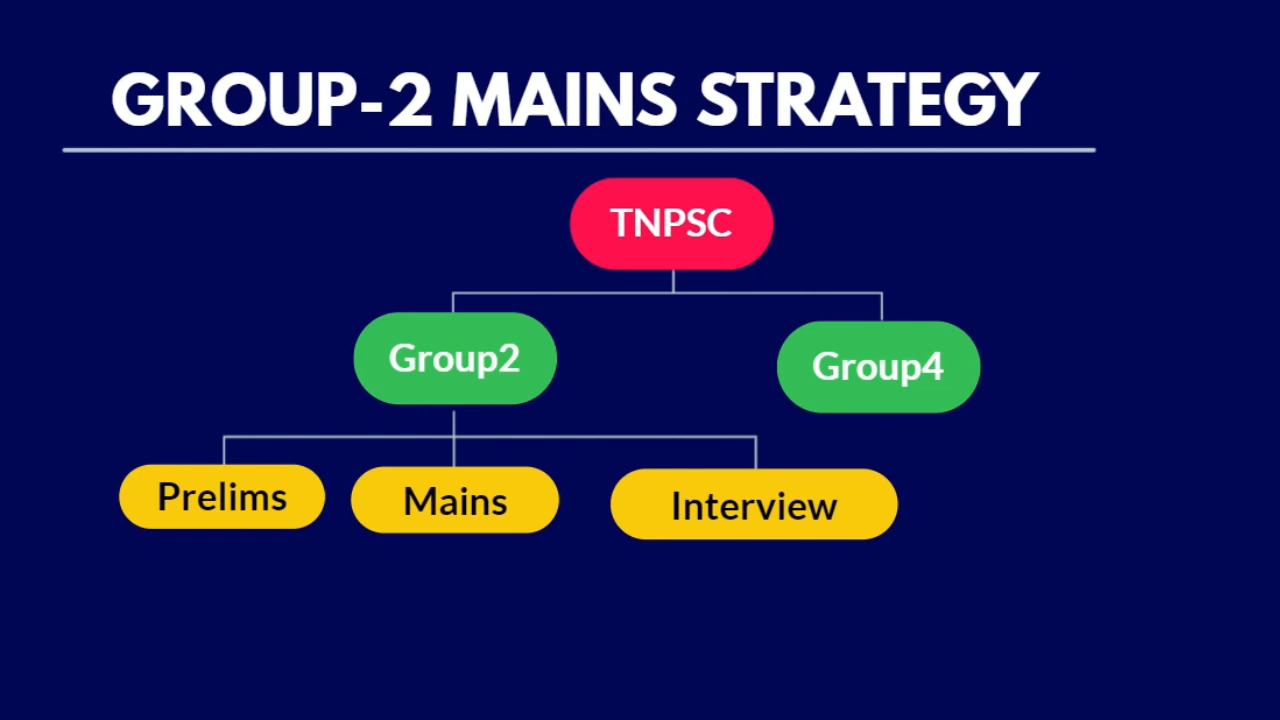 GROUP-2 MAINS STRATEGY
TNPSC
Group2
Group4
Prelims
Mains
Interview